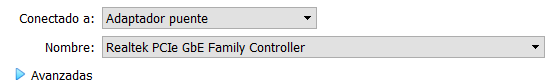 Conectado a: Adaptador puente
Nombre: Realtek PCIe GbE Family Controller
Avanzadas